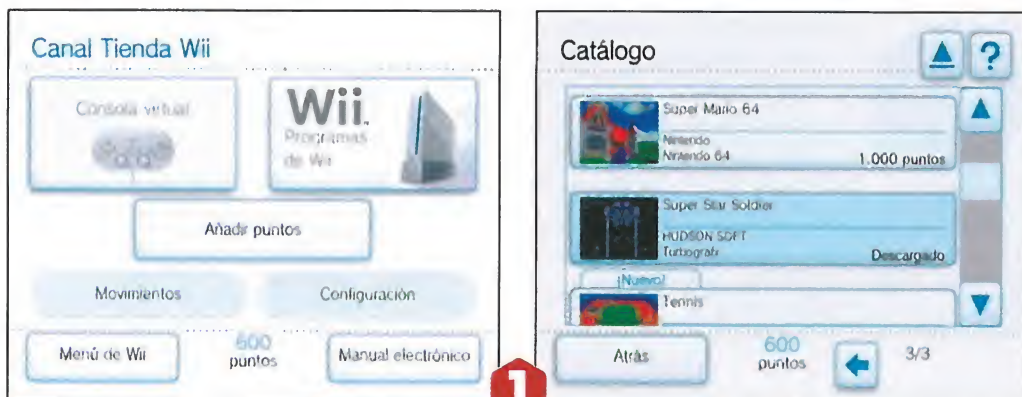 Canal Tienda Wii
Consola virtual
Wii
Programas
de Wii
Añadir puntos
Movimientos
Configuración
Menú de Wii
600
puntos
Manual electrónico
1
Catálogo
?
Super Mario 64
Nintendo
Nintendo 64
1.000 puntos
Super Star Soldier
HUDSON SOFT
Turbografx
Descargado
¡Nuevo!
Tennis
Atrás
600
puntos
3/3